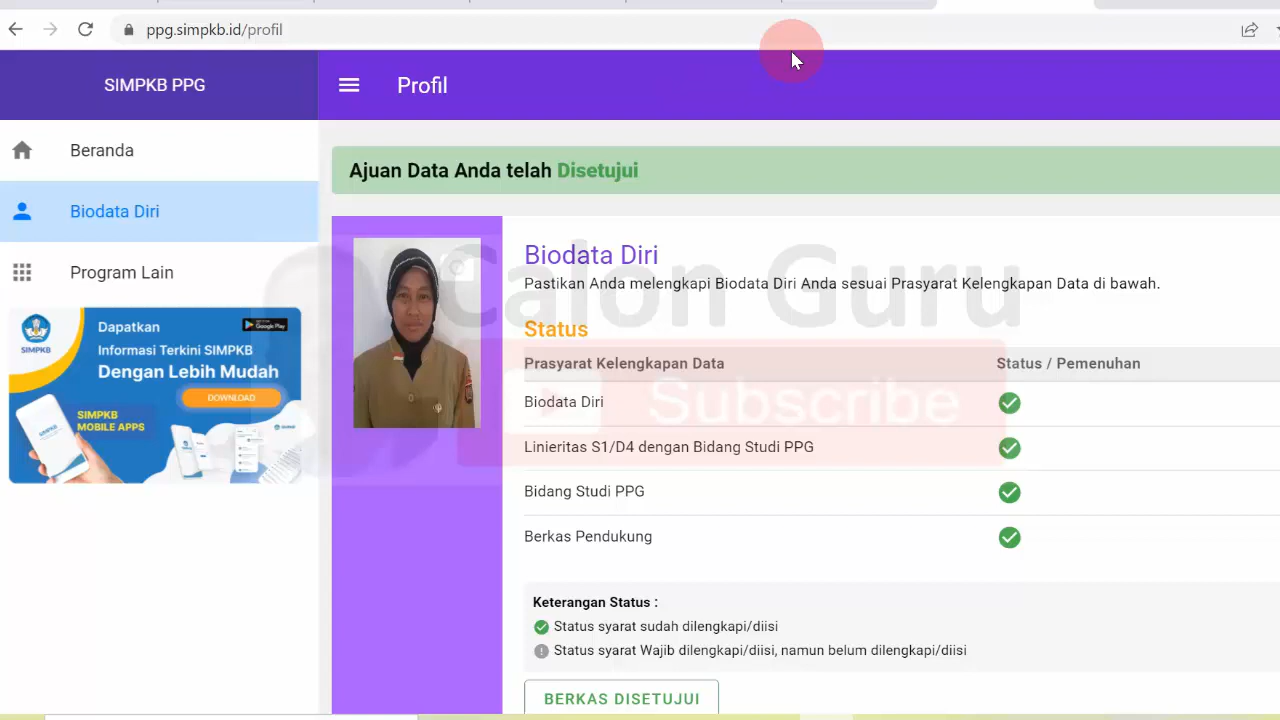 ppg.simpkb.id/profil
SIMPKB PPG
Profil
Beranda
Biodata Diri
Program Lain
SIMPKB
Dapatkan
Informasi Terkini SIMPKB
Dengan Lebih Mudah
DOWNLOAD
Google Play
SIMPKB
MOBILE APPS
Ajuan Data Anda telah Disetujui
Calon Guru
Subscribe
Biodata Diri
Pastikan Anda melengkapi Biodata Diri Anda sesuai Prasyarat Kelengkapan Data di bawah.
Status
Prasyarat Kelengkapan Data Status / Pemenuhan
Biodata Diri
Linieritas S1/D4 dengan Bidang Studi PPG
Bidang Studi PPG
Berkas Pendukung
Keterangan Status :
Status syarat sudah dilengkapi/diisi
Status syarat Wajib dilengkapi/diisi, namun belum dilengkapi/diisi
BERKAS DISETUJUI